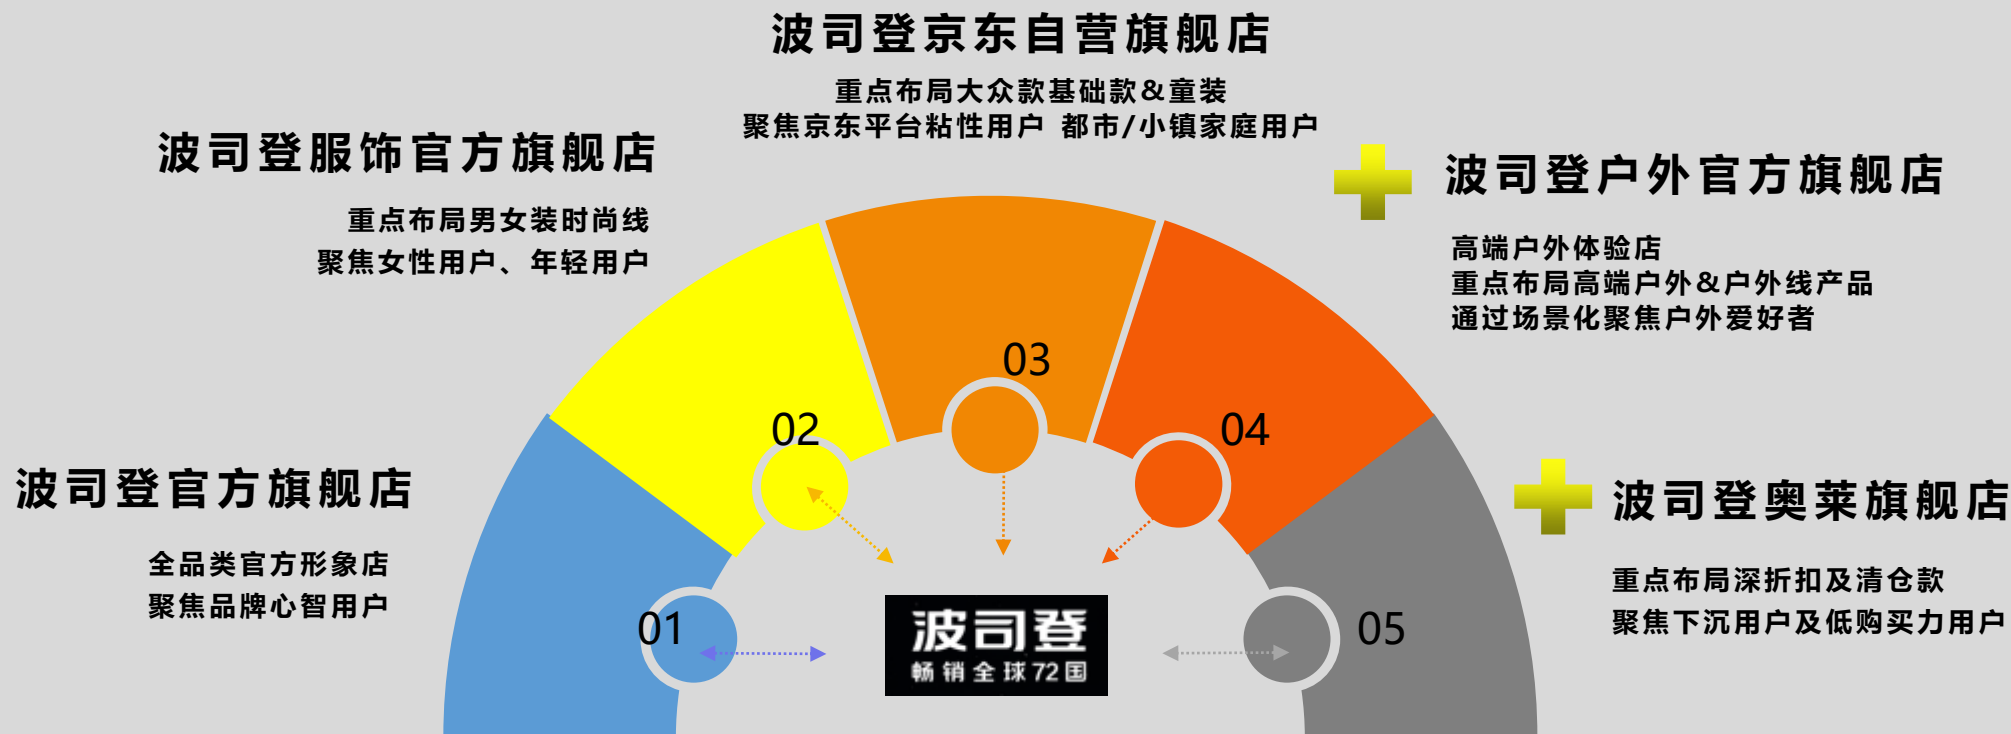 波司登京东自营旗舰店
重点布局大众款基础款&童装
聚焦京东平台粘性用户 都市/小镇家庭用户
波司登服饰官方旗舰店
重点布局男女装时尚线
聚焦女性用户、年轻用户
波司登户外官方旗舰店
高端户外体验店
重点布局高端户外&户外线产品
通过场景化聚焦户外爱好者
03
02
04
波司登官方旗舰店
全品类官方形象店
聚焦品牌心智用户
波司登奥莱旗舰店
重点布局深折扣及清仓款
聚焦下沉用户及低购买力用户
01
05
波司登
畅销全球72国